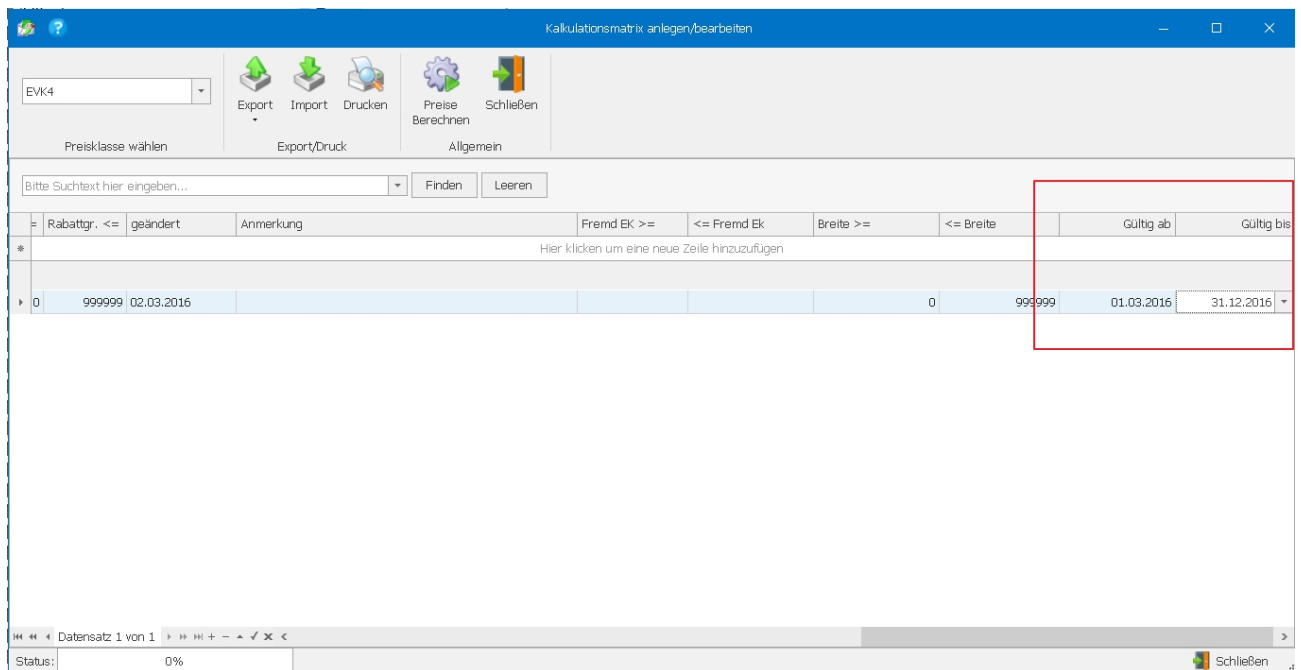 Kalkulationsmatrix anlegen/bearbeiten
EVK4
Export Import Drucken Preise Berechnen Schließen
Preisklasse wählen Export/Druck Allgemein
Bitte Suchtext hier eingeben... Finden Leeren
= Rabattgr. <= geändert Anmerkung Fremd EK >= <= Fremd Ek Breite >= <= Breite Gültig ab Gültig bis
Hier klicken um eine neue Zeile hinzuzufügen
0 999999 02.03.2016 0 999999 01.03.2016 31.12.2016
Datensatz 1 von 1
Status: 0% Schließen